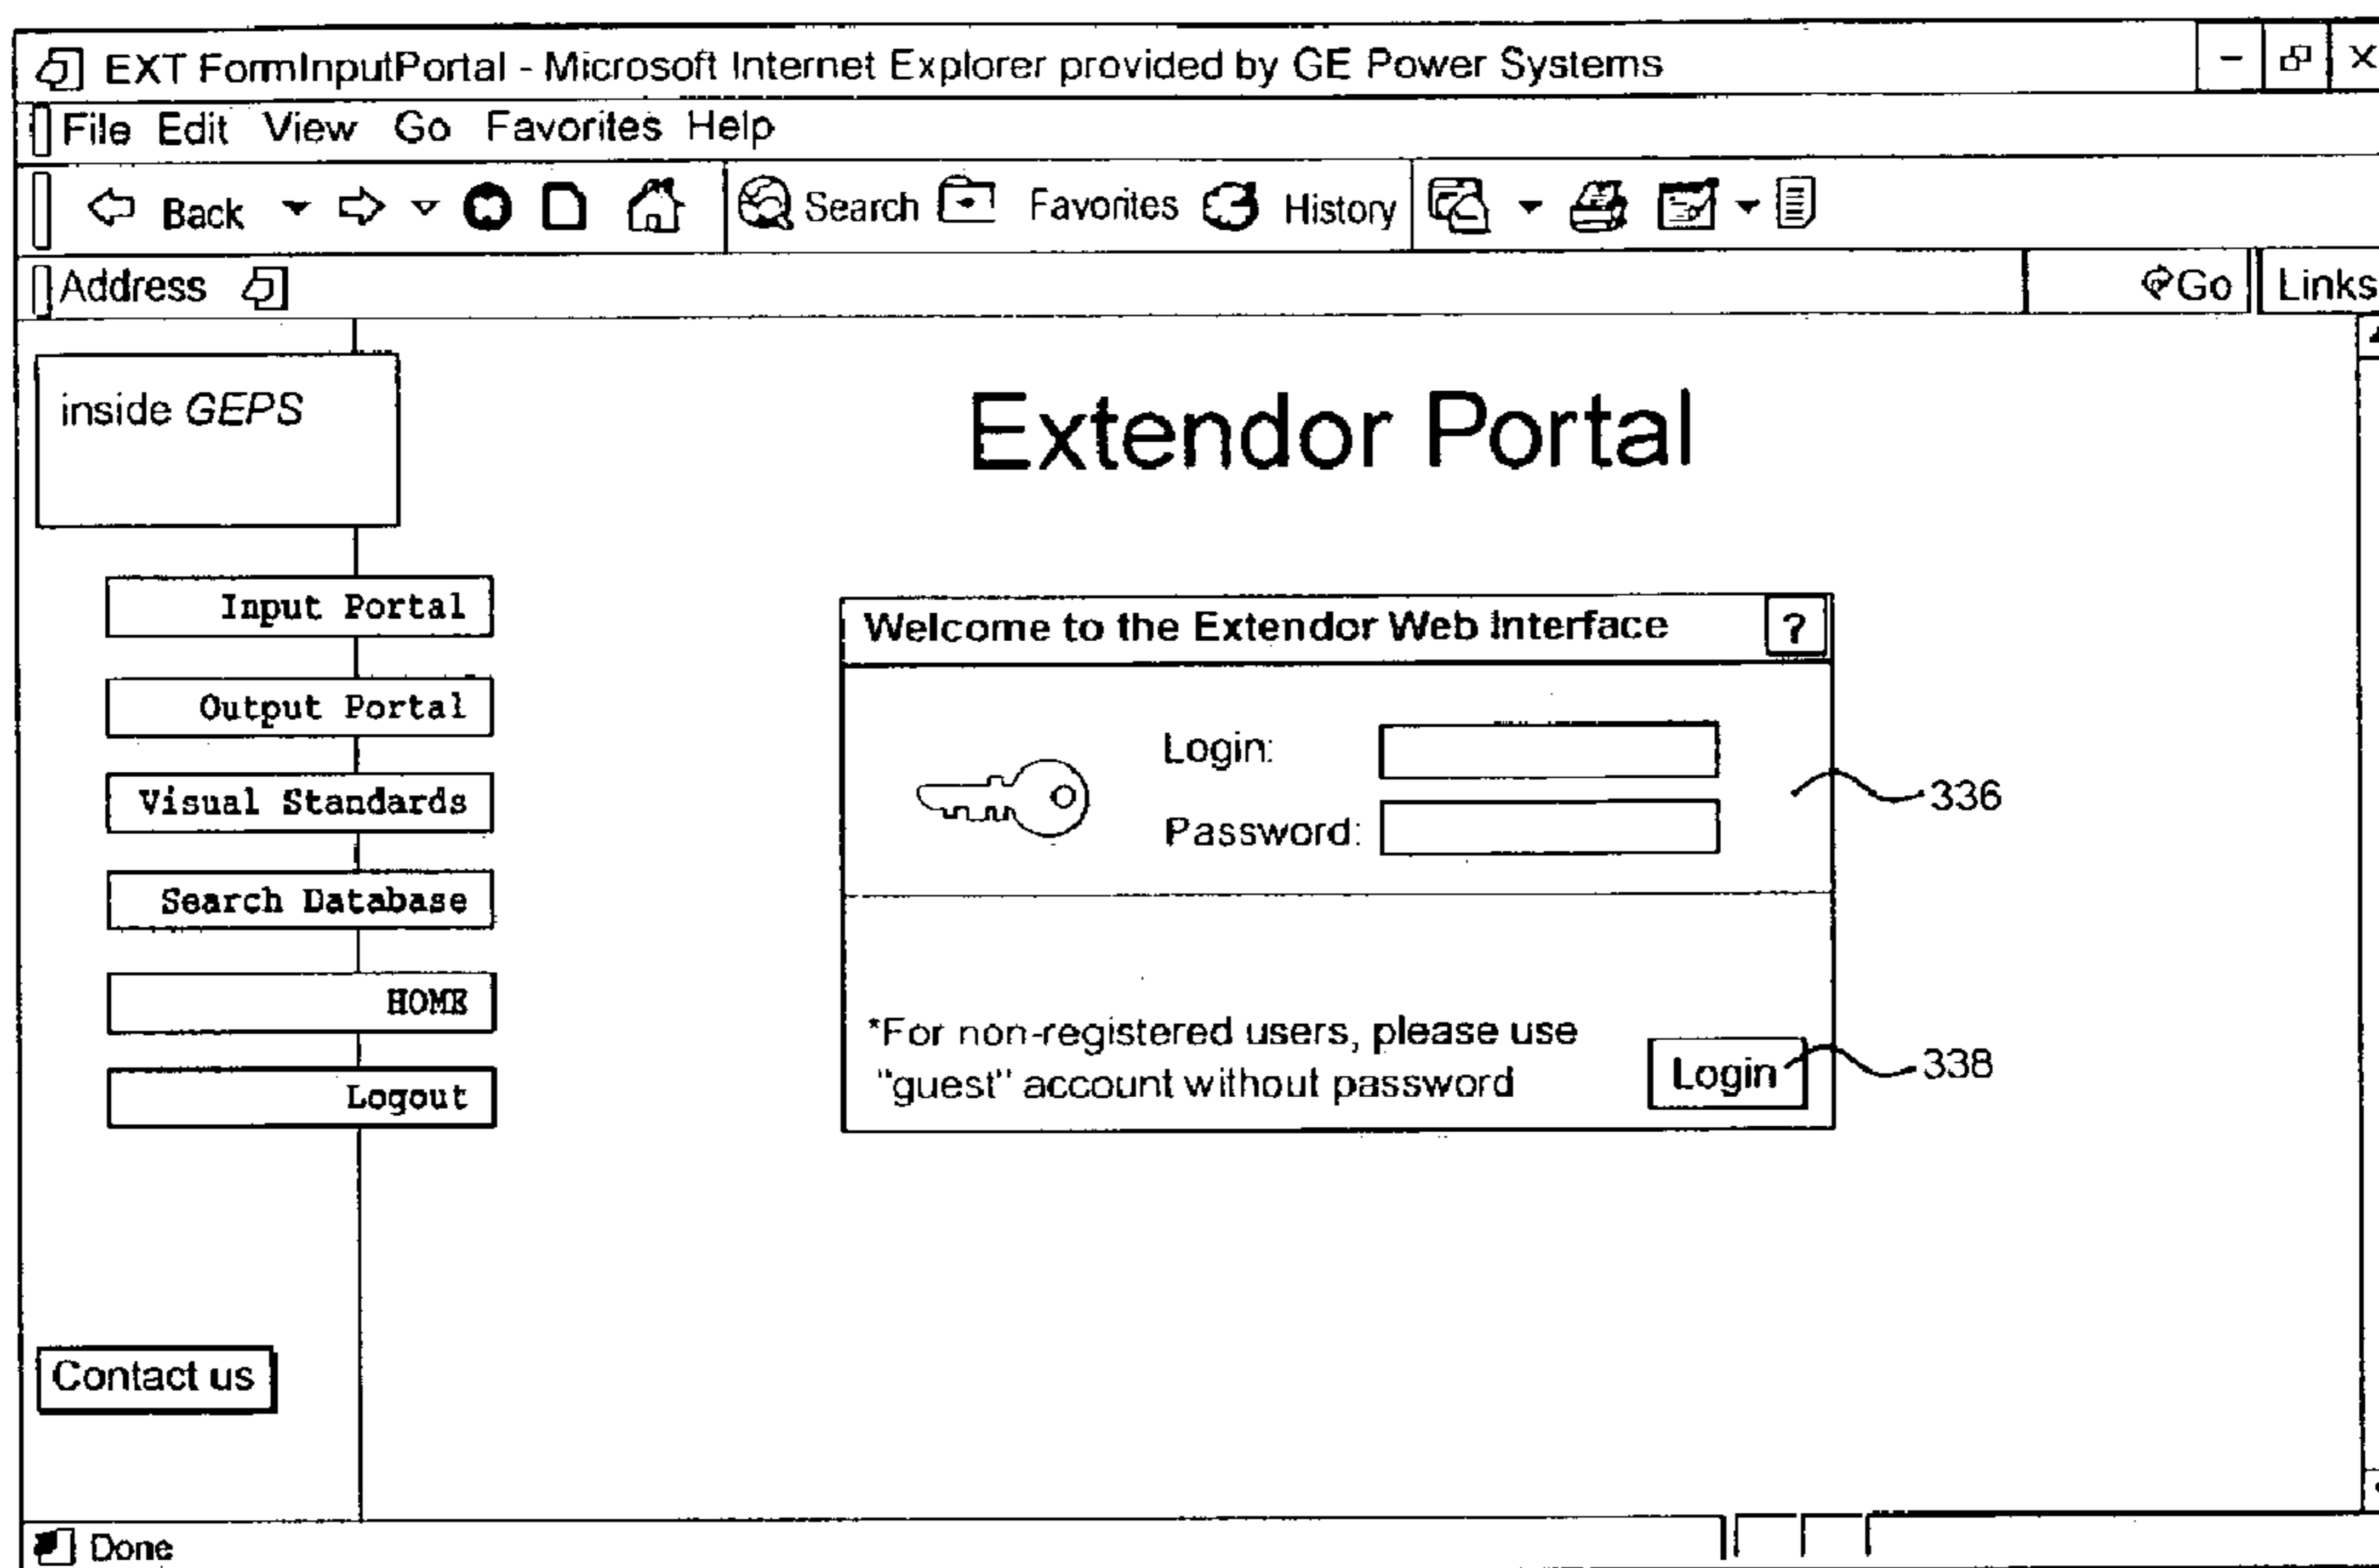 EXT FormInputPortal - Microsoft Internet Explorer provided by GE Power Systems
File Edit View Go Favorites Help
Back Search Favorites History
Address Go Links
inside GEPS
Extendor Portal
Input Portal
Output Portal
Visual Standards
Search Database
HOME
Logout
Contact us
Welcome to the Extendor Web Interface ?
Login:
Password:
336
*For non-registered users, please use
"guest" account without password
Login
338
Done